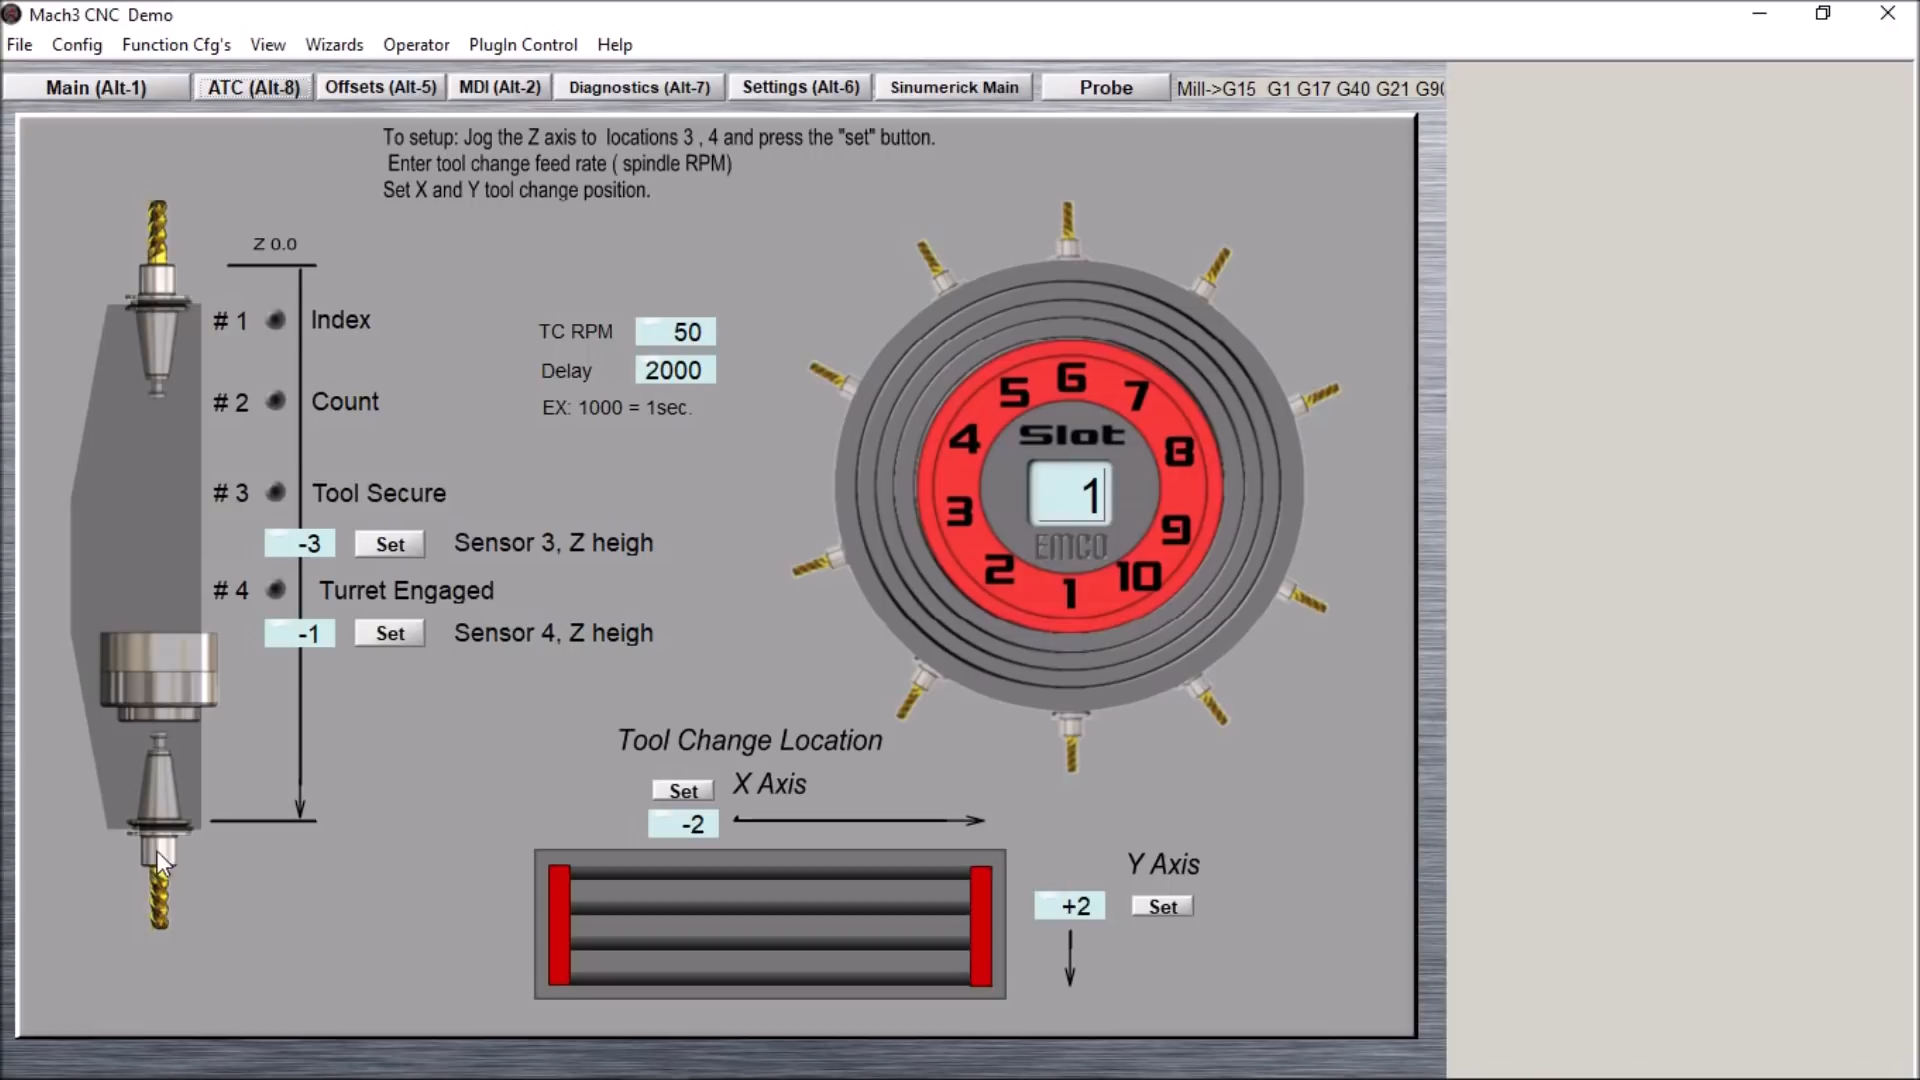 Mach3 CNC Demo
File Config Function Cfg's View Wizards Operator PlugIn Control Help
Main (Alt-1) ATC (Alt-8) Offsets (Alt-5) MDI (Alt-2) Diagnostics (Alt-7) Settings (Alt-6) Sinumerick Main Probe Mill->G15 G1 G17 G40 G21 G90
To setup: Jog the Z axis to locations 3 , 4 and press the "set" button.
Enter tool change feed rate ( spindle RPM)
Set X and Y tool change position.
Z 0.0
# 1 Index
# 2 Count
# 3 Tool Secure
-3 Set Sensor 3, Z heigh
# 4 Turret Engaged
-1 Set Sensor 4, Z heigh
TC RPM 50
Delay 2000
EX: 1000 = 1sec.
5 6 7
4 8
Slot
1
3 9
EMCO
2 1 10
Tool Change Location
Set X Axis
-2
Y Axis
+2 Set